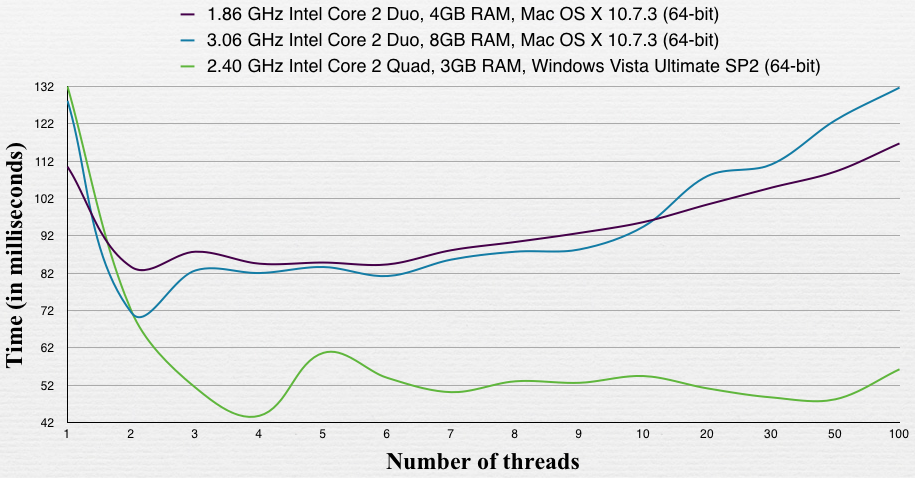 1.86 GHz Intel Core 2 Duo, 4GB RAM, Mac OS X 10.7.3 (64-bit)
3.06 GHz Intel Core 2 Duo, 8GB RAM, Mac OS X 10.7.3 (64-bit)
2.40 GHz Intel Core 2 Quad, 3GB RAM, Windows Vista Ultimate SP2 (64-bit)
Time (in milliseconds)
132
122
112
102
92
82
72
62
52
42
1 2 3 4 5 6 7 8 9 10 20 30 50 100
Number of threads